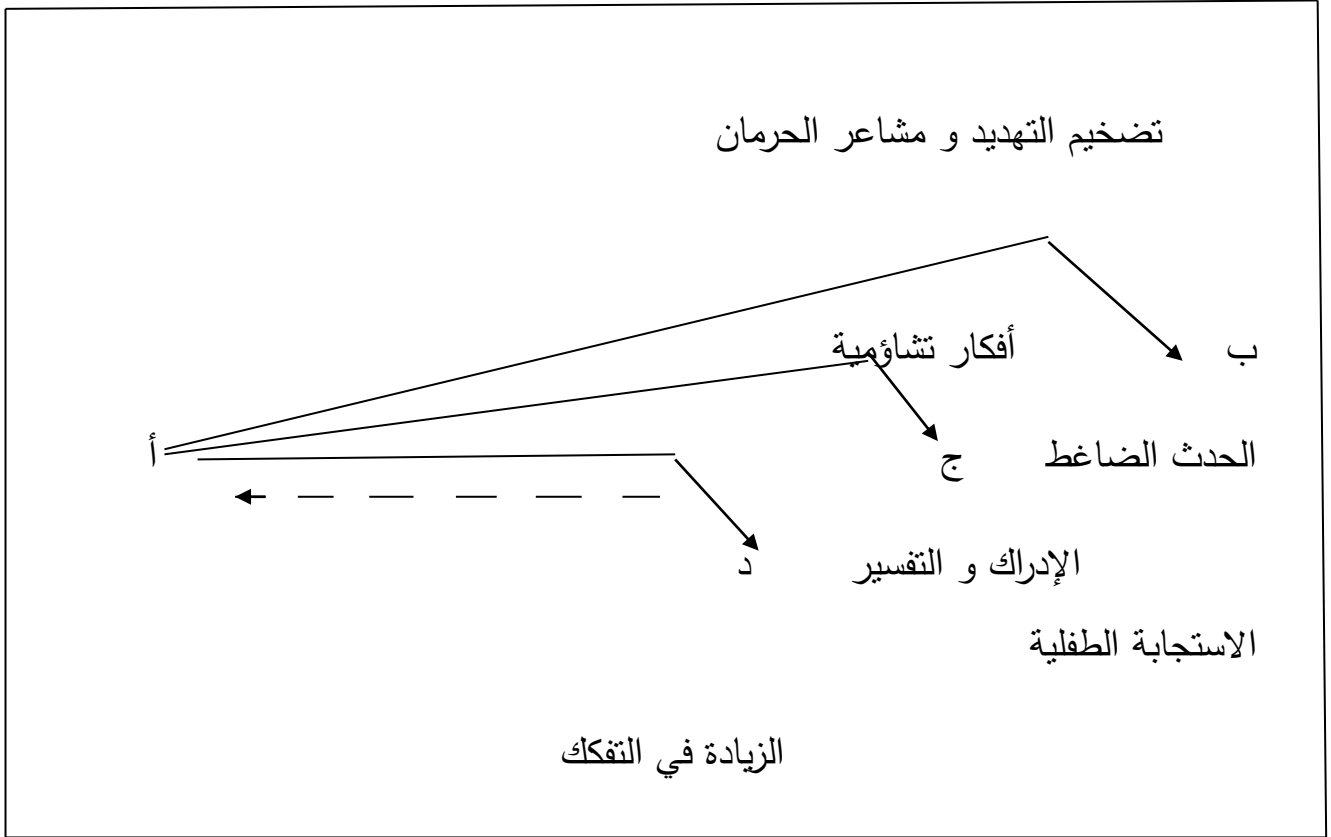 تضخيم التهديد و مشاعر الحرمان
ب أفكار تشاؤمية
الحدث الضاغط ج أ
الإدراك و التفسير د
الاستجابة الطفلية
الزيادة في التفكك